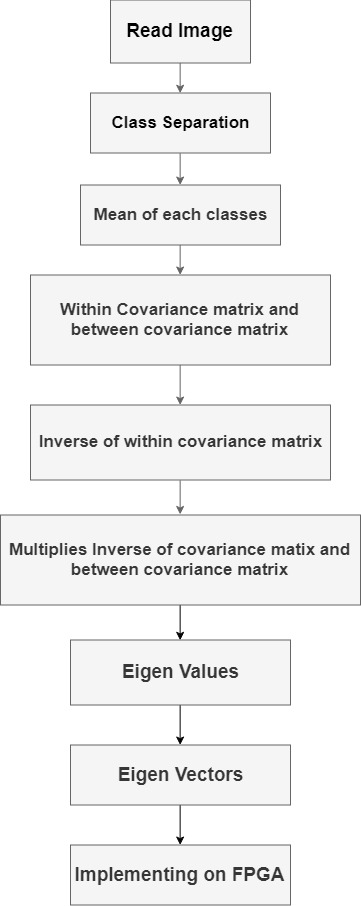 Read Image
Class Separation
Mean of each classes
Within Covariance matrix and
between covariance matrix
Inverse of within covariance matrix
Multiplies Inverse of covariance matix and
between covariance matrix
Eigen Values
Eigen Vectors
Implementing on FPGA